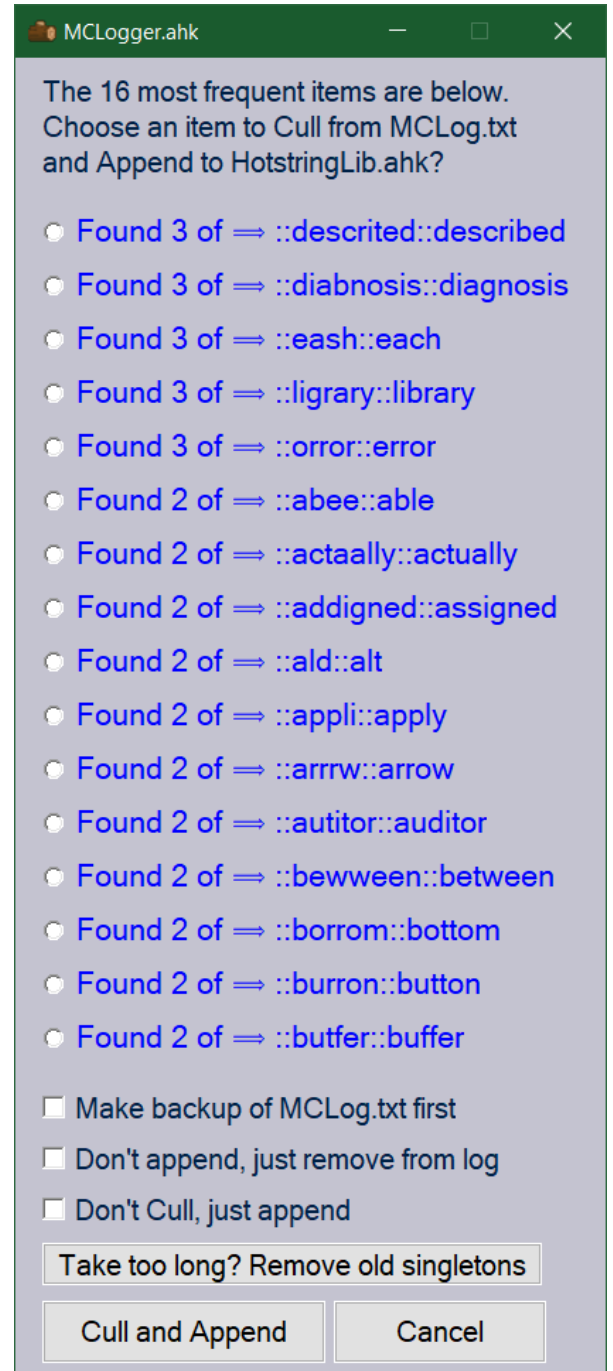 MCLogger.ahk
The 16 most frequent items are below.
Choose an item to Cull from MCLog.txt
and Append to HotstringLib.ahk?
Found 3 of ⟹ ::descrited::described
Found 3 of ⟹ ::diabnosis::diagnosis
Found 3 of ⟹ ::eash::each
Found 3 of ⟹ ::ligrary::library
Found 3 of ⟹ ::orror::error
Found 2 of ⟹ ::abee::able
Found 2 of ⟹ ::actaally::actually
Found 2 of ⟹ ::addigned::assigned
Found 2 of ⟹ ::ald::alt
Found 2 of ⟹ ::appli::apply
Found 2 of ⟹ ::arrrw::arrow
Found 2 of ⟹ ::autitor::auditor
Found 2 of ⟹ ::bewween::between
Found 2 of ⟹ ::borrom::bottom
Found 2 of ⟹ ::burron::button
Found 2 of ⟹ ::butfer::buffer
Make backup of MCLog.txt first
Don't append, just remove from log
Don't Cull, just append
Take too long? Remove old singletons
Cull and Append Cancel